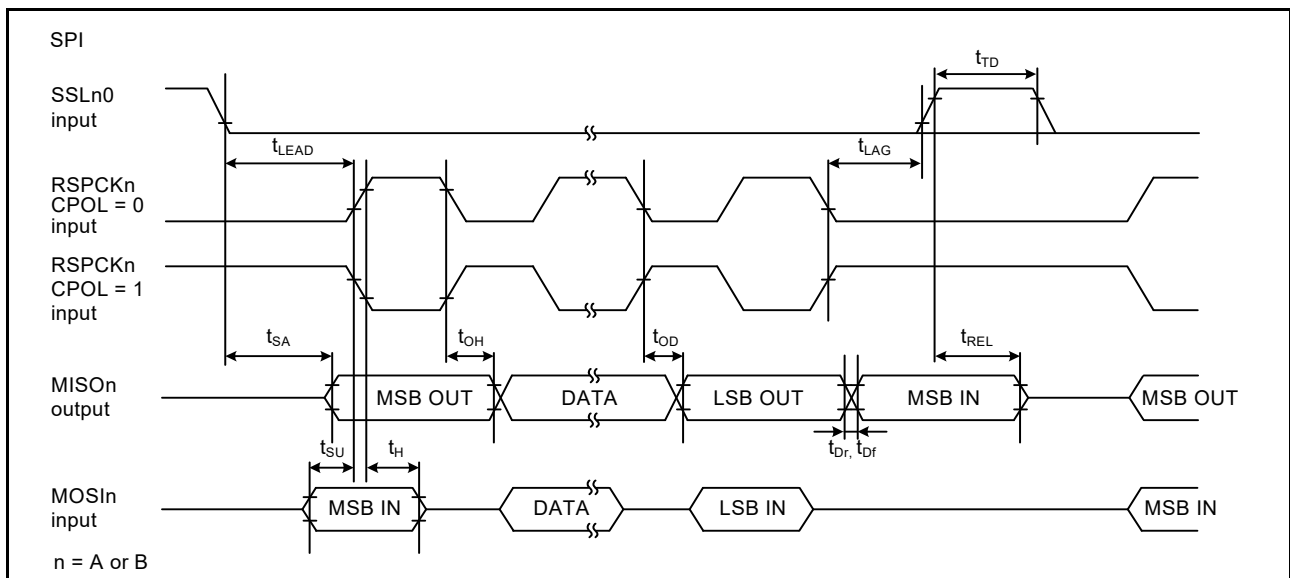 SPI
SSLn0
input
tTD
tLEAD
tLAG
RSPCKn
CPOL = 0
input
RSPCKn
CPOL = 1
input
tSA
tOH
tOD
tREL
MISOn
output
MSB OUT
DATA
LSB OUT
MSB IN
MSB OUT
tSU
tH
tDr, tDf
MOSIn
input
MSB IN
DATA
LSB IN
MSB IN
n = A or B